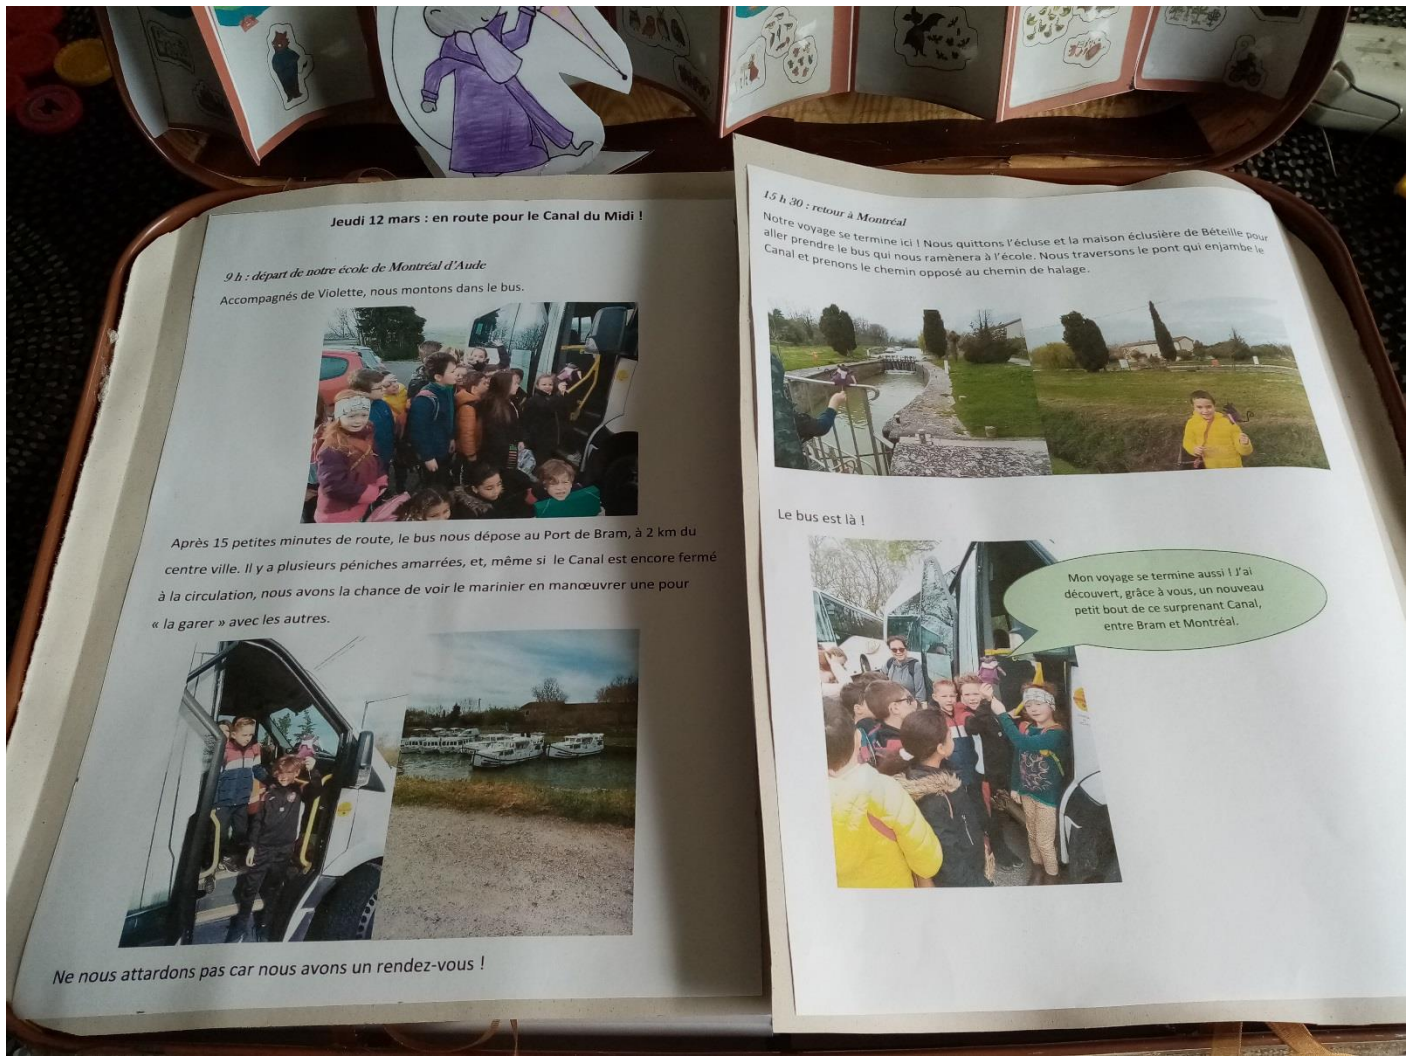 Jeudi 12 mars : en route pour le Canal du Midi !
9 h : départ de notre école de Montréal d'Aude
Accompagnés de Violette, nous montons dans le bus.
Après 15 petites minutes de route, le bus nous dépose au Port de Bram, à 2 km du
centre ville. Il y a plusieurs péniches amarrées, et, même si le Canal est encore fermé
à la circulation, nous avons la chance de voir le marinier en manœuvrer une pour
« la garer » avec les autres.
Ne nous attardons pas car nous avons un rendez-vous !
15 h 30 : retour à Montréal
Notre voyage se termine ici ! Nous quittons l'écluse et la maison éclusière de Béteille pour
aller prendre le bus qui nous ramènera à l'école. Nous traversons le pont qui enjambe le
Canal et prenons le chemin opposé au chemin de halage.
Le bus est là !
Mon voyage se termine aussi ! J'ai
découvert, grâce à vous, un nouveau
petit bout de ce surprenant Canal,
entre Bram et Montréal.